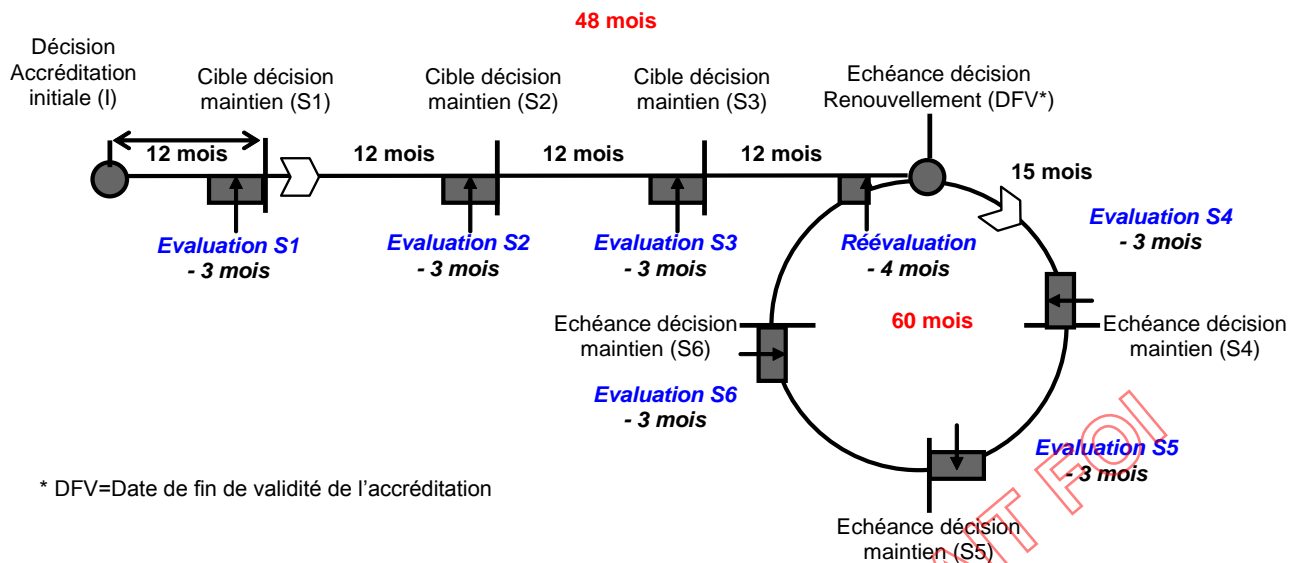 48 mois
Décision
Accréditation
initiale (I)
Cible décision
maintien (S1)
Cible décision
maintien (S2)
Cible décision
maintien (S3)
Echéance décision
Renouvellement (DFV*)
12 mois
12 mois
12 mois
12 mois
15 mois
Evaluation S1
- 3 mois
Evaluation S2
- 3 mois
Evaluation S3
- 3 mois
Réévaluation
- 4 mois
Evaluation S4
- 3 mois
60 mois
Echéance décision
maintien (S6)
Echéance décision
maintien (S4)
Evaluation S6
- 3 mois
Evaluation S5
- 3 mois
* DFV=Date de fin de validité de l'accréditation
Echéance décision
maintien (S5)
NT FOI